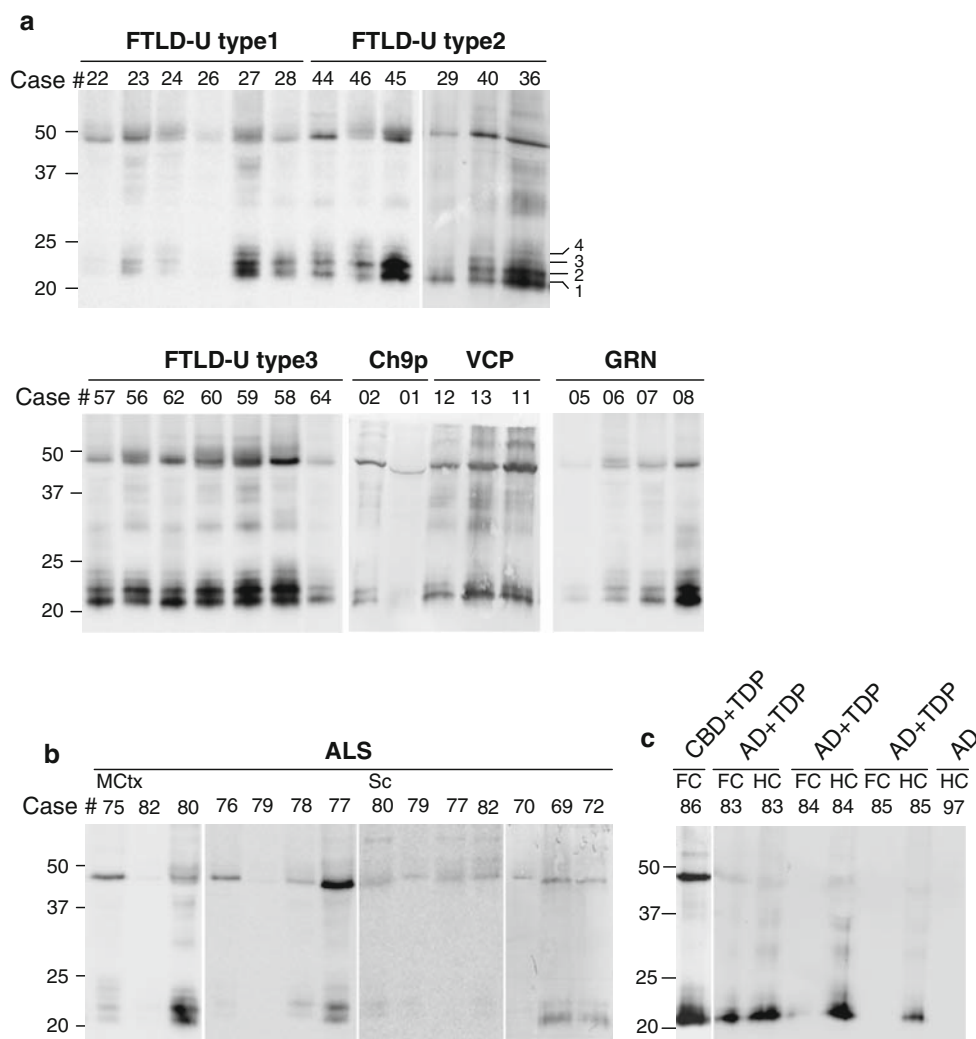 a
FTLD-U type1 FTLD-U type2
Case #22 23 24 26 27 28 44 46 45 29 40 36
50
37
25
20
4
3
2
1
FTLD-U type3 Ch9p VCP GRN
Case #57 56 62 60 59 58 64 02 01 12 13 11 05 06 07 08
50
37
25
20
b
ALS
MCtx Sc
Case # 75 82 80 76 79 78 77 80 79 77 82 70 69 72
50
37
25
20
c
CBD+TDP AD+TDP AD+TDP AD+TDP AD
FC FC HC FC HC FC HC HC
86 83 83 84 84 85 85 97
50
37
25
20